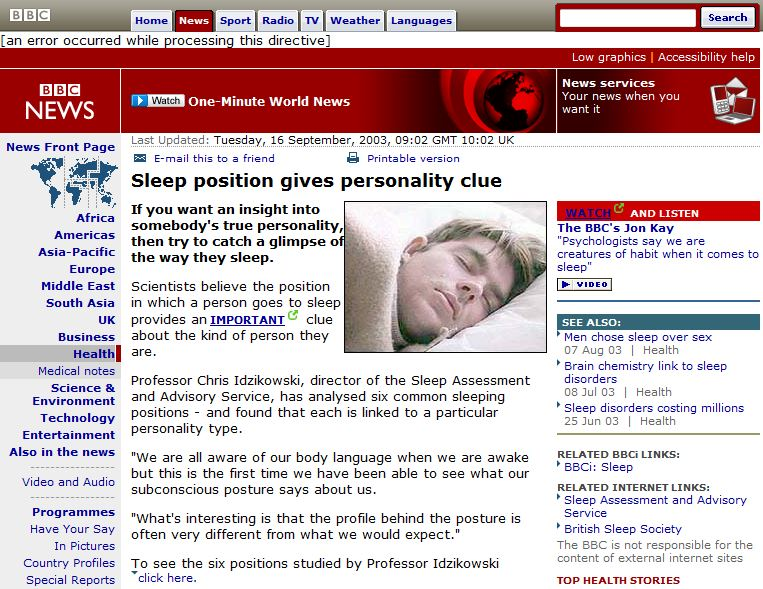 BBC
Home
News
Sport
Radio
TV
Weather
Languages
Search
[an error occurred while processing this directive]
Low graphics | Accessibility help
BBC
NEWS
Watch One-Minute World News
News services
Your news when you
want it
News Front Page
Africa
Americas
Asia-Pacific
Europe
Middle East
South Asia
UK
Business
Health
Medical notes
Science &
Environment
Technology
Entertainment
Also in the news
Video and Audio
Programmes
Have Your Say
In Pictures
Country Profiles
Special Reports
Last Updated: Tuesday, 16 September, 2003, 09:02 GMT 10:02 UK
E-mail this to a friend
Printable version
Sleep position gives personality clue
If you want an insight into
somebody's true personality,
then try to catch a glimpse of
the way they sleep.
Scientists believe the position
in which a person goes to sleep
provides an IMPORTANT clue
about the kind of person they
are.
Professor Chris Idzikowski, director of the Sleep Assessment
and Advisory Service, has analysed six common sleeping
positions - and found that each is linked to a particular
personality type.
"We are all aware of our body language when we are awake
but this is the first time we have been able to see what our
subconscious posture says about us.
"What's interesting is that the profile behind the posture is
often very different from what we would expect."
To see the six positions studied by Professor Idzikowski
click here.
WATCH AND LISTEN
The BBC's Jon Kay
"Psychologists say we are
creatures of habit when it comes to
sleep"
VIDEO
SEE ALSO:
Men chose sleep over sex
07 Aug 03 | Health
Brain chemistry link to sleep
disorders
08 Jul 03 | Health
Sleep disorders costing millions
25 Jun 03 | Health
RELATED BBCi LINKS:
BBCi: Sleep
RELATED INTERNET LINKS:
Sleep Assessment and Advisory
Service
British Sleep Society
The BBC is not responsible for the
content of external internet sites
TOP HEALTH STORIES